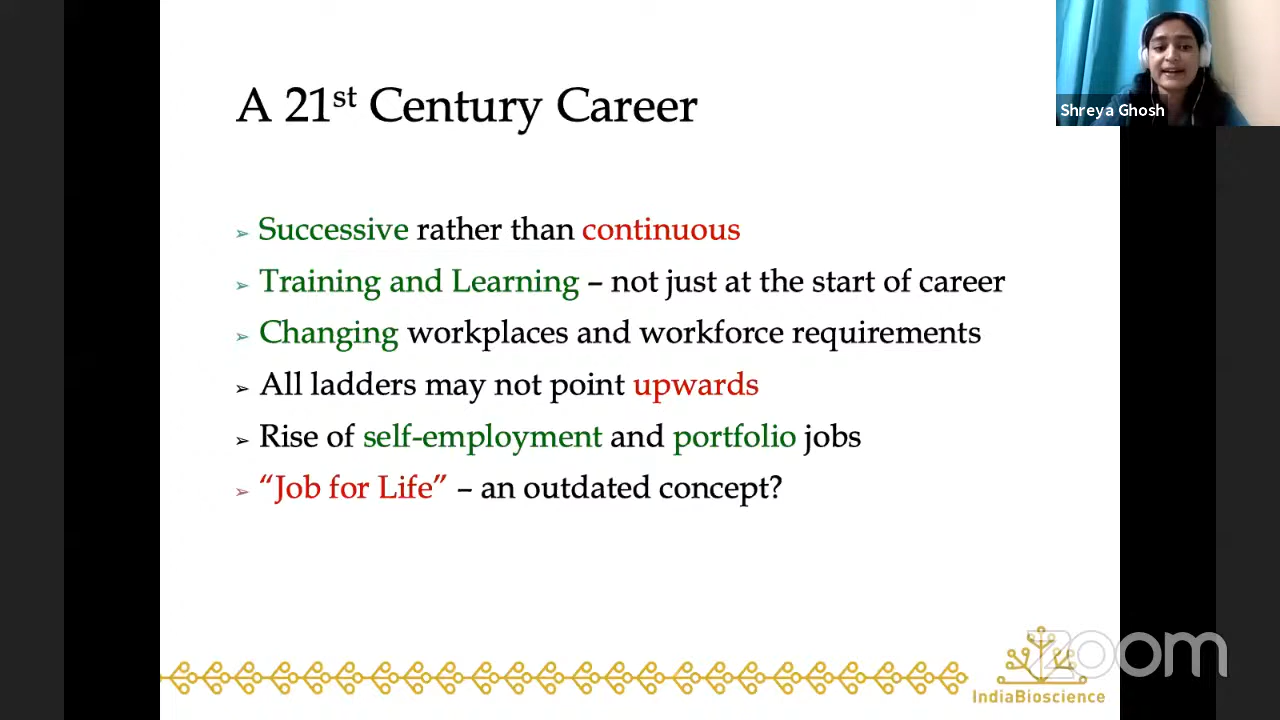 A 21st Century Career
Shreya Ghosh
➢ Successive rather than continuous
➢ Training and Learning – not just at the start of career
➢ Changing workplaces and workforce requirements
➢ All ladders may not point upwards
➢ Rise of self-employment and portfolio jobs
➢ “Job for Life” – an outdated concept?
zoom
IndiaBioscience